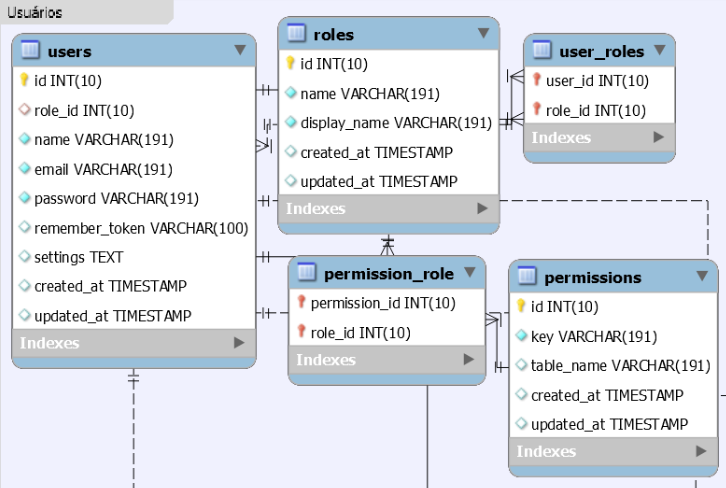 Usuários
users
id INT(10)
role_id INT(10)
name VARCHAR(191)
email VARCHAR(191)
password VARCHAR(191)
remember_token VARCHAR(100)
settings TEXT
created_at TIMESTAMP
updated_at TIMESTAMP
Indexes
roles
id INT(10)
name VARCHAR(191)
display_name VARCHAR(191)
created_at TIMESTAMP
updated_at TIMESTAMP
Indexes
user_roles
user_id INT(10)
role_id INT(10)
Indexes
permission_role
permission_id INT(10)
role_id INT(10)
Indexes
permissions
id INT(10)
key VARCHAR(191)
table_name VARCHAR(191)
created_at TIMESTAMP
updated_at TIMESTAMP
Indexes